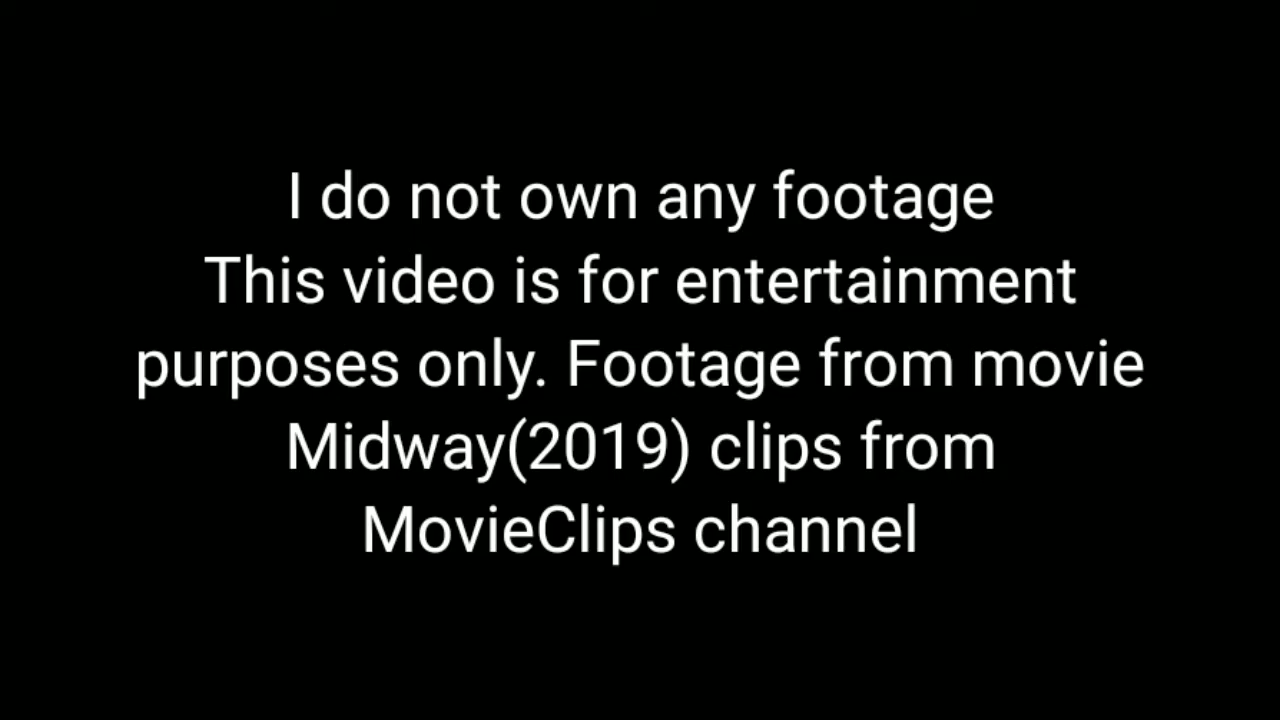 I do not own any footage
This video is for entertainment
purposes only. Footage from movie
Midway(2019) clips from
MovieClips channel